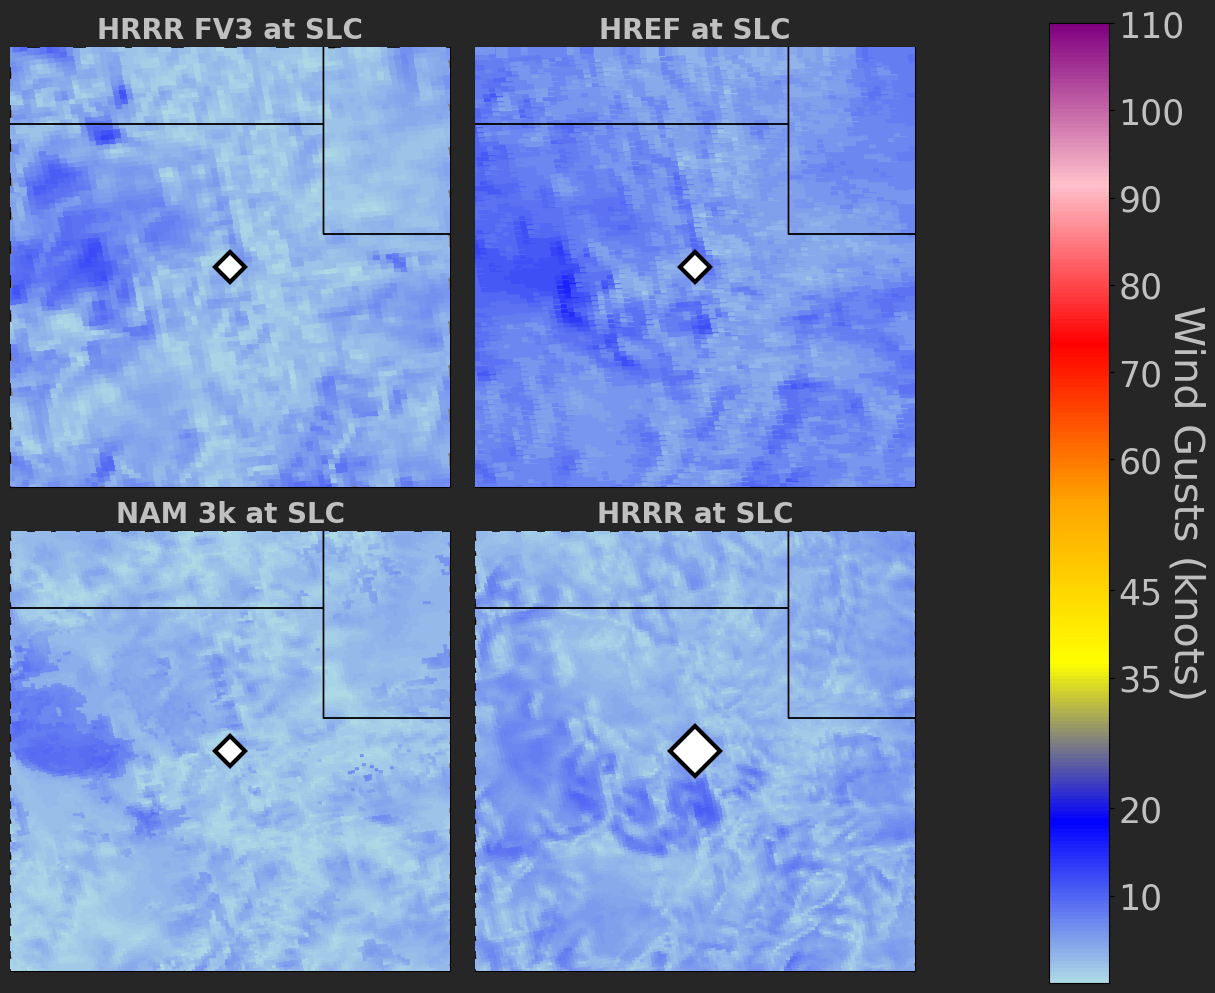 HRRR FV3 at SLC
HREF at SLC
NAM 3k at SLC
HRRR at SLC
110
100
90
80
70
60
45
35
20
10
Wind Gusts (knots)